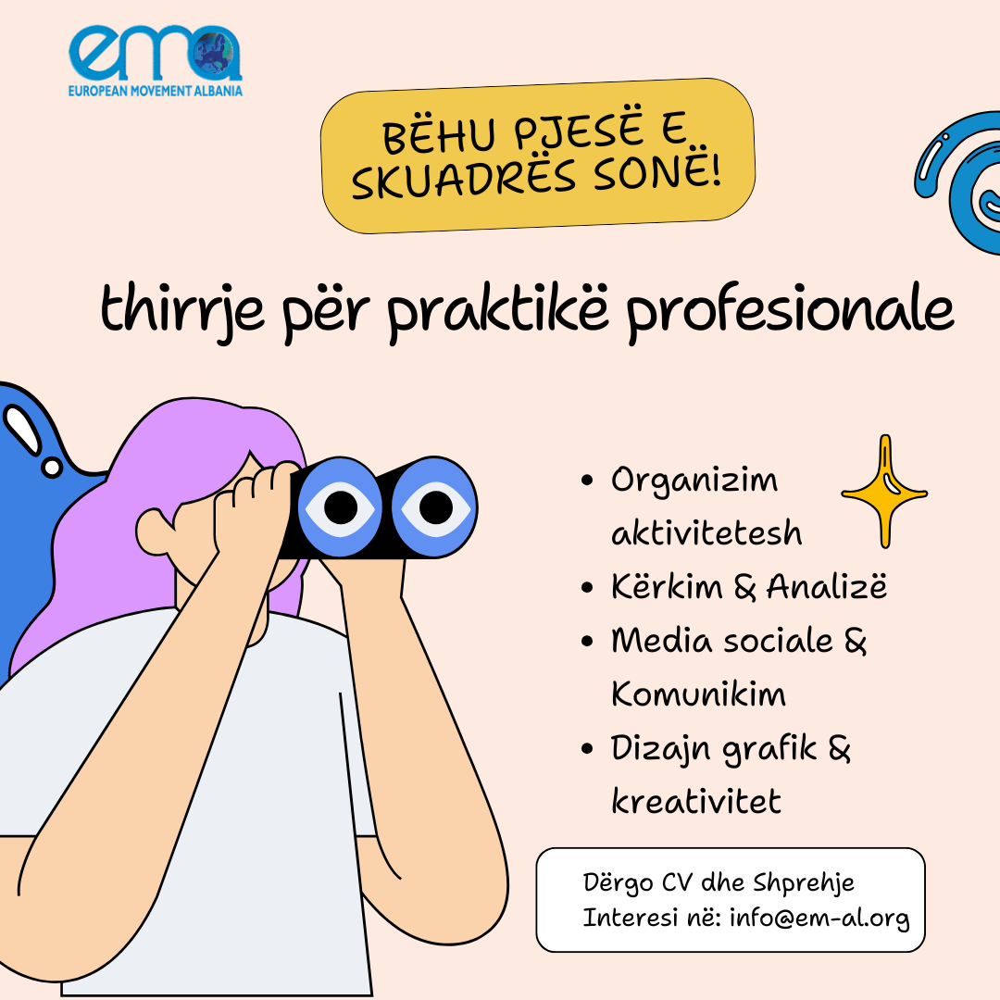 ema
EUROPEAN MOVEMENT ALBANIA
BËHU PJESË E
SKUADRËS SONË!
thirrje për praktikë profesionale
• Organizim
aktivitetesh
• Kërkim & Analizë
• Media sociale &
Komunikim
• Dizajn grafik &
kreativitet
Dërgo CV dhe Shprehje
Interesi në: info@em-al.org